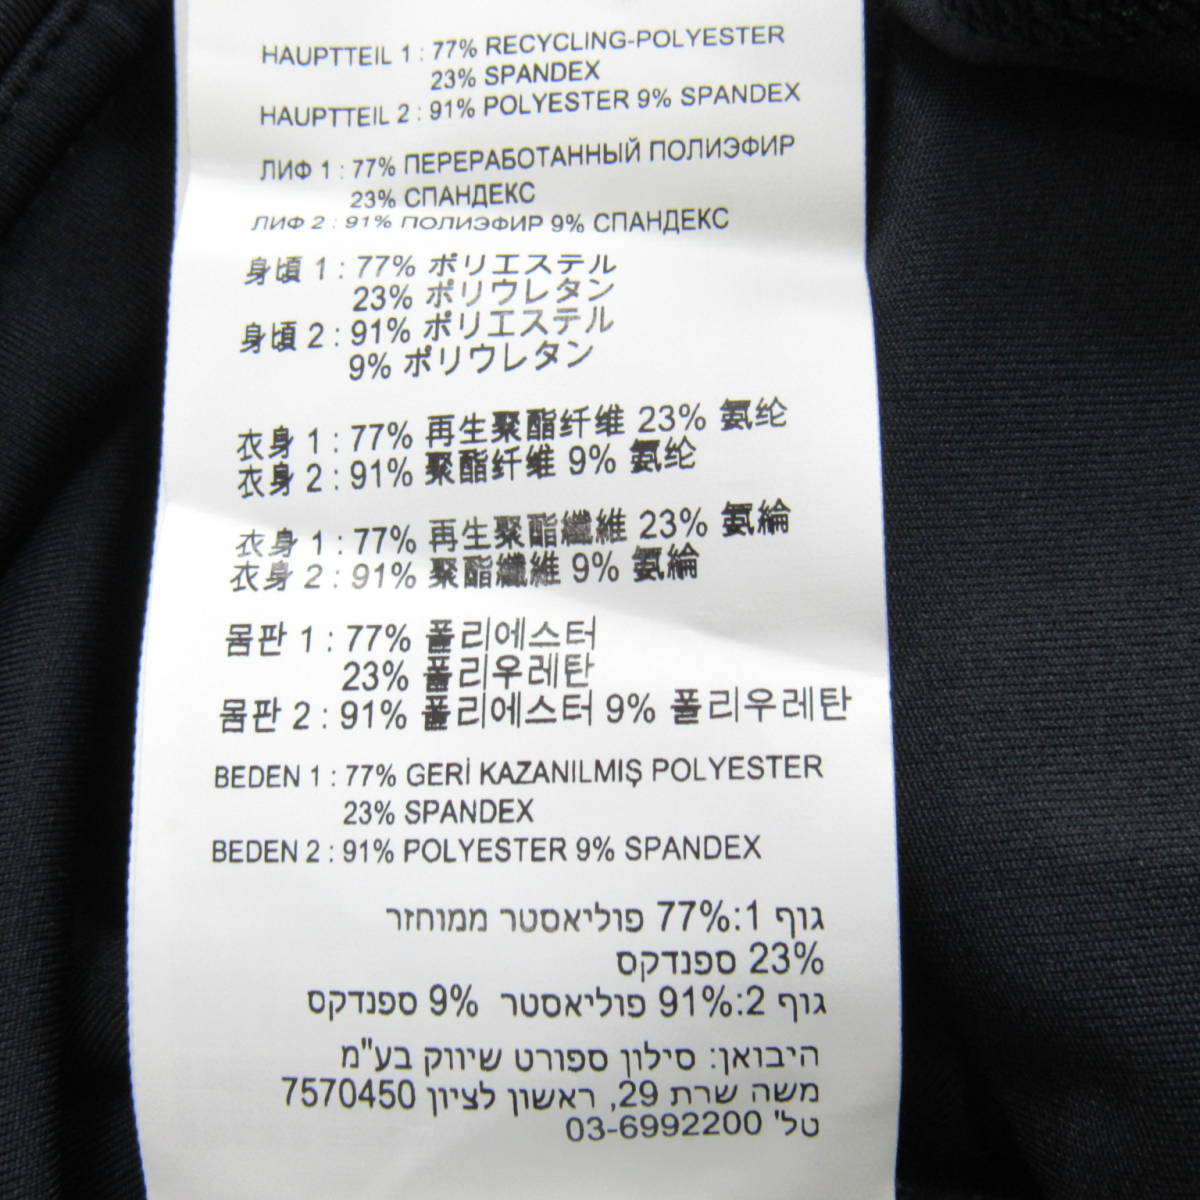 HAUPTTEIL 1 : 77% RECYCLING-POLYESTER
23% SPANDEX
HAUPTTEIL 2 : 91% POLYESTER 9% SPANDEX
ЛИФ 1 : 77% ПЕРЕРАБОТАННЫЙ ПОЛИЭФИР
23% СПАНДЕКС
ЛИФ 2 : 91% ПОЛИЭФИР 9% СПАНДЕКС
身頃 1 : 77% ポリエステル
23% ポリウレタン
身頃 2 : 91% ポリエステル
9% ポリウレタン
衣身 1 : 77% 再生聚酯纤维 23% 氨纶
衣身 2 : 91% 聚酯纤维 9% 氨纶
衣身 1 : 77% 再生聚酯纖維 23% 氨綸
衣身 2 : 91% 聚酯纖維 9% 氨綸
몸판 1 : 77% 폴리에스터
23% 폴리우레탄
몸판 2 : 91% 폴리에스터 9% 폴리우레탄
BEDEN 1 : 77% GERİ KAZANILMIŞ POLYESTER
23% SPANDEX
BEDEN 2 : 91% POLYESTER 9% SPANDEX
גוף 1:77% פוליאסטר ממוחזר
23% ספנדקס
גוף 2:91% פוליאסטר 9% ספנדקס
היבואן: סילון ספורט שיווק בע"מ
משה שרת 29, ראשון לציון 7570450
טל' 03-6992200